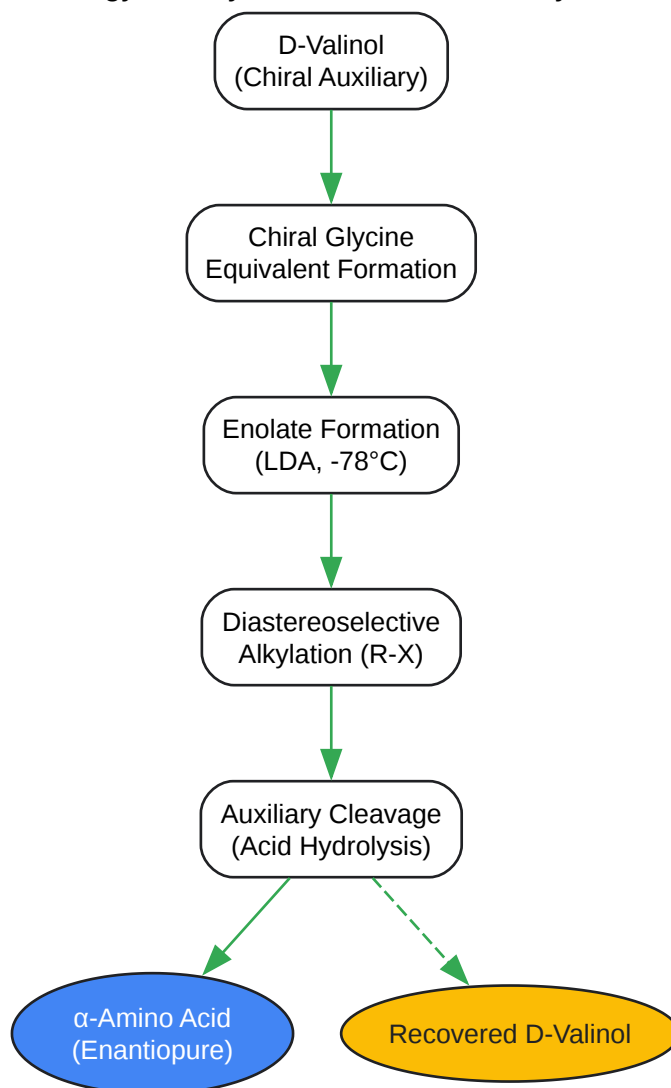 D-Valinol
(Chiral Auxiliary)
Chiral Glycine
Equivalent Formation
Enolate Formation
(LDA, -78°C)
Diastereoselective
Alkylation (R-X)
Auxiliary Cleavage
(Acid Hydrolysis)
α-Amino Acid
(Enantiopure)
Recovered D-Valinol